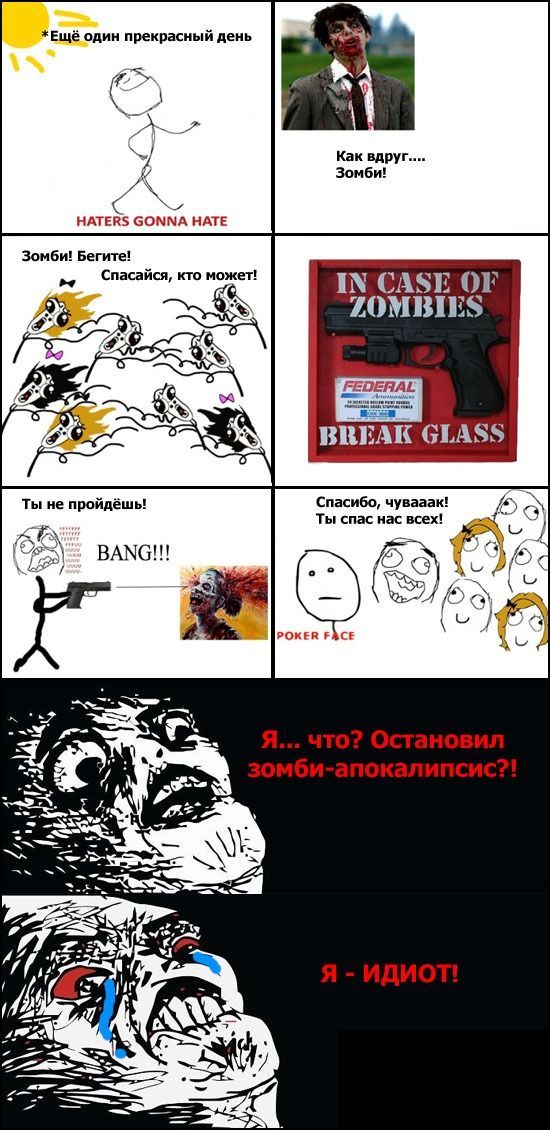 *Ещё один прекрасный день
HATERS GONNA HATE
Как вдруг....
Зомби!
Зомби! Бегите!
Спасайся, кто может!
IN CASE OF
ZOMBIES
FEDERAL
Ammunition
BREAK GLASS
Ты не пройдёшь!
BANG!!!
Спасибо, чувааак!
Ты спас нас всех!
POKER FACE
Я... что? Остановил
зомби-апокалипсис?!
Я - ИДИОТ!